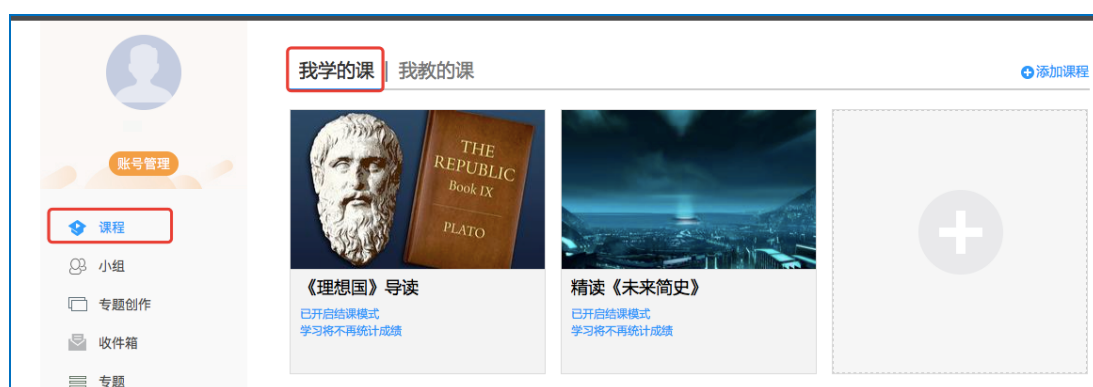 我学的课
我教的课
添加课程
账号管理
课程
小组
专题创作
收件箱
专题
THE
REPUBLIC
Book IX
PLATO
《理想国》导读
已开启结课模式
学习将不再统计成绩
精读《未来简史》
已开启结课模式
学习将不再统计成绩